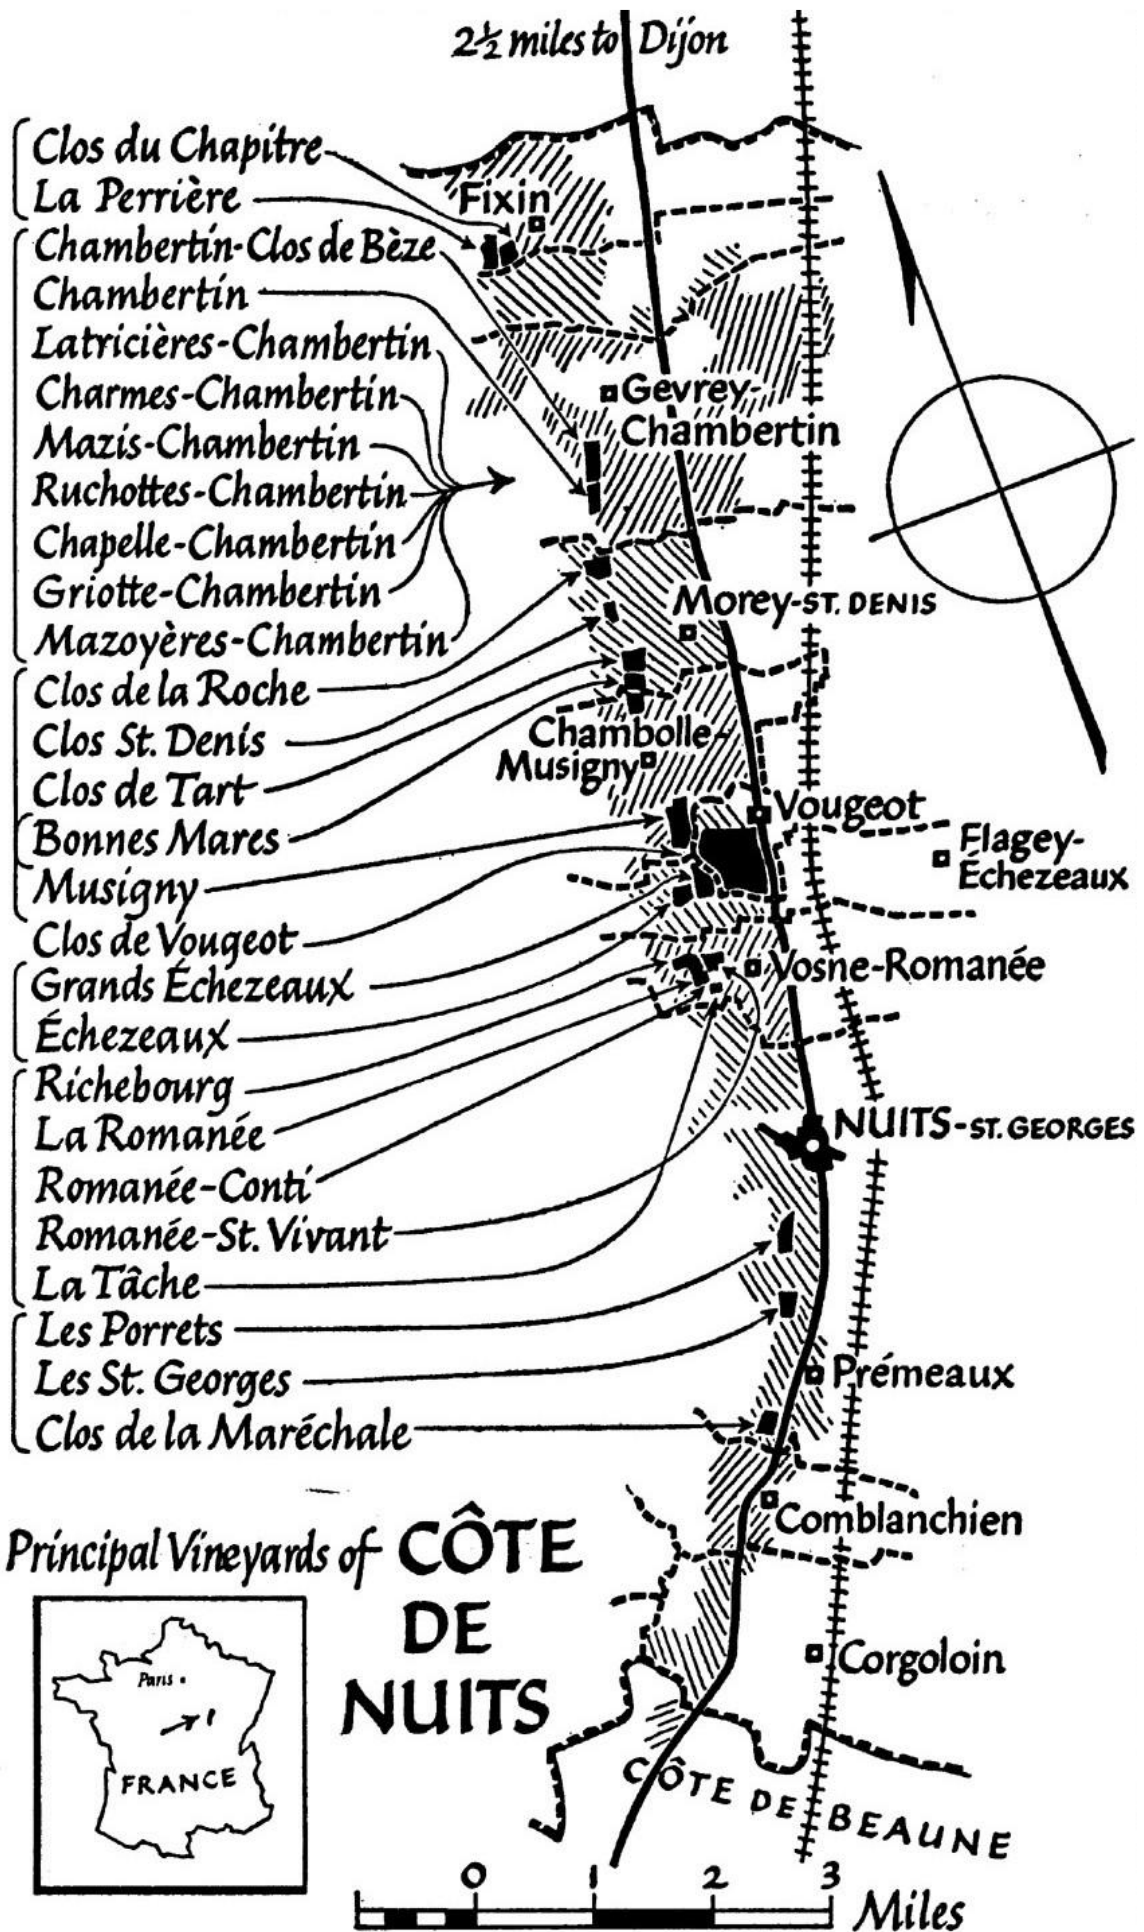 2½ miles to Dijon
Clos du Chapitre
La Perrière
Chambertin-Clos de Bèze
Chambertin
Latricières-Chambertin
Charmes-Chambertin
Mazis-Chambertin
Ruchottes-Chambertin
Chapelle-Chambertin
Griotte-Chambertin
Mazoyères-Chambertin
Clos de la Roche
Clos St. Denis
Clos de Tart
Bonnes Mares
Musigny
Clos de Vougeot
Grands Échezeaux
Échezeaux
Richebourg
La Romanée
Romanée-Conti
Romanée-St. Vivant
La Tâche
Les Porrets
Les St. Georges
Clos de la Maréchale
Fixin
Gevrey-
Chambertin
Morey-ST. DENIS
Chambolle-
Musigny
Vougeot
Flagey-
Échezeaux
Vosne-Romanée
NUITS-ST. GEORGES
Prémeaux
Comblanchien
Corgoloin
CÔTE DE BEAUNE
Principal Vineyards of CÔTE
DE
NUITS
Paris
FRANCE
0 1 2 3
Miles